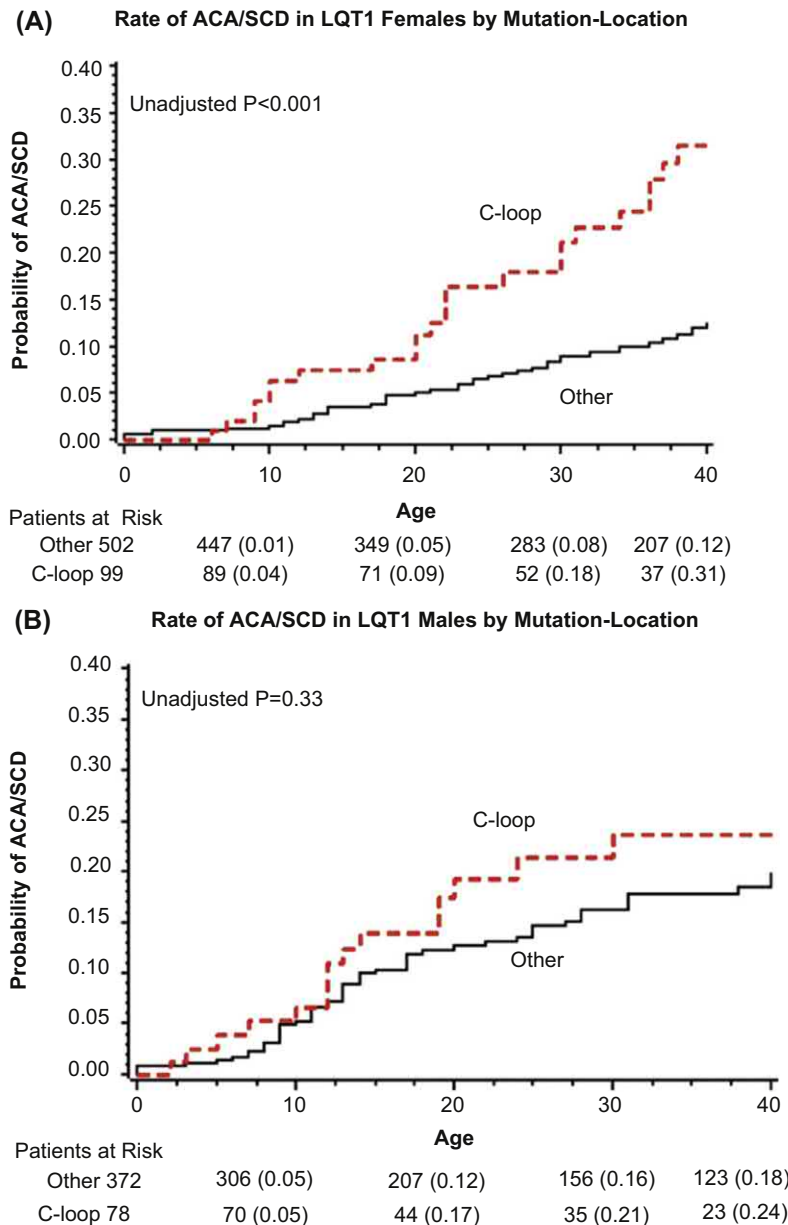 (A) Rate of ACA/SCD in LQT1 Females by Mutation-Location
0.40
0.35
0.30
0.25
0.20
0.15
0.10
0.05
0.00
Probability of ACA/SCD
Unadjusted P<0.001
C-loop
Other
0 10 20 30 40
Age
Patients at Risk
Other 502 447 (0.01) 349 (0.05) 283 (0.08) 207 (0.12)
C-loop 99 89 (0.04) 71 (0.09) 52 (0.18) 37 (0.31)
(B) Rate of ACA/SCD in LQT1 Males by Mutation-Location
0.40
0.35
0.30
0.25
0.20
0.15
0.10
0.05
0.00
Probability of ACA/SCD
Unadjusted P=0.33
C-loop
Other
0 10 20 30 40
Age
Patients at Risk
Other 372 306 (0.05) 207 (0.12) 156 (0.16) 123 (0.18)
C-loop 78 70 (0.05) 44 (0.17) 35 (0.21) 23 (0.24)